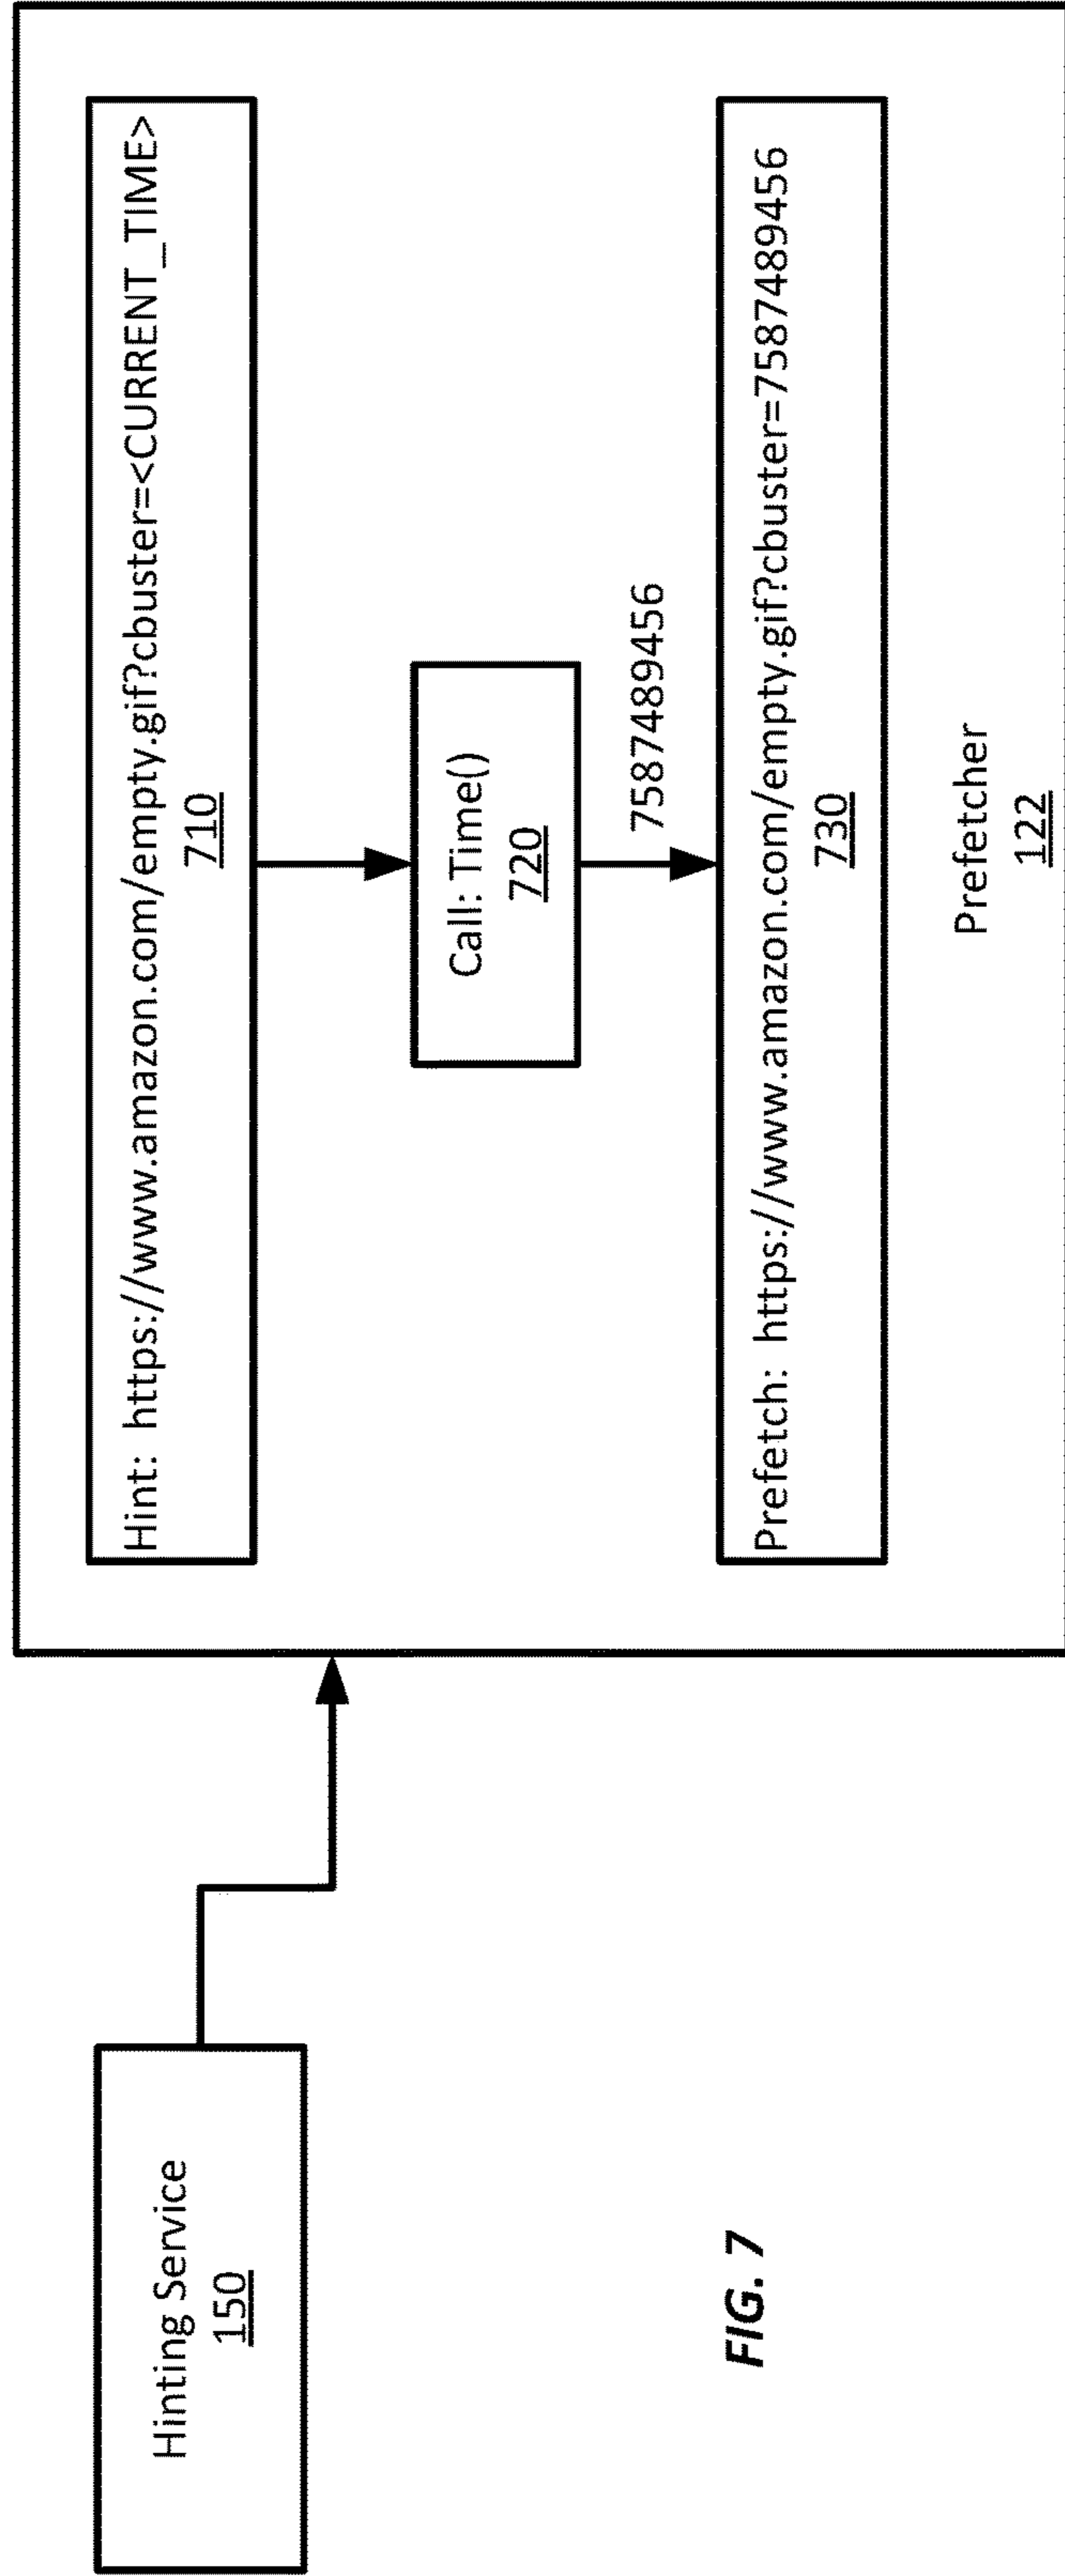 Hinting Service
150
Hint: https://www.amazon.com/empty.gif?cbuster=<CURRENT_TIME>
710
Call: Time()
720
7587489456
Prefetch: https://www.amazon.com/empty.gif?cbuster=7587489456
730
Prefetcher
122
FIG. 7